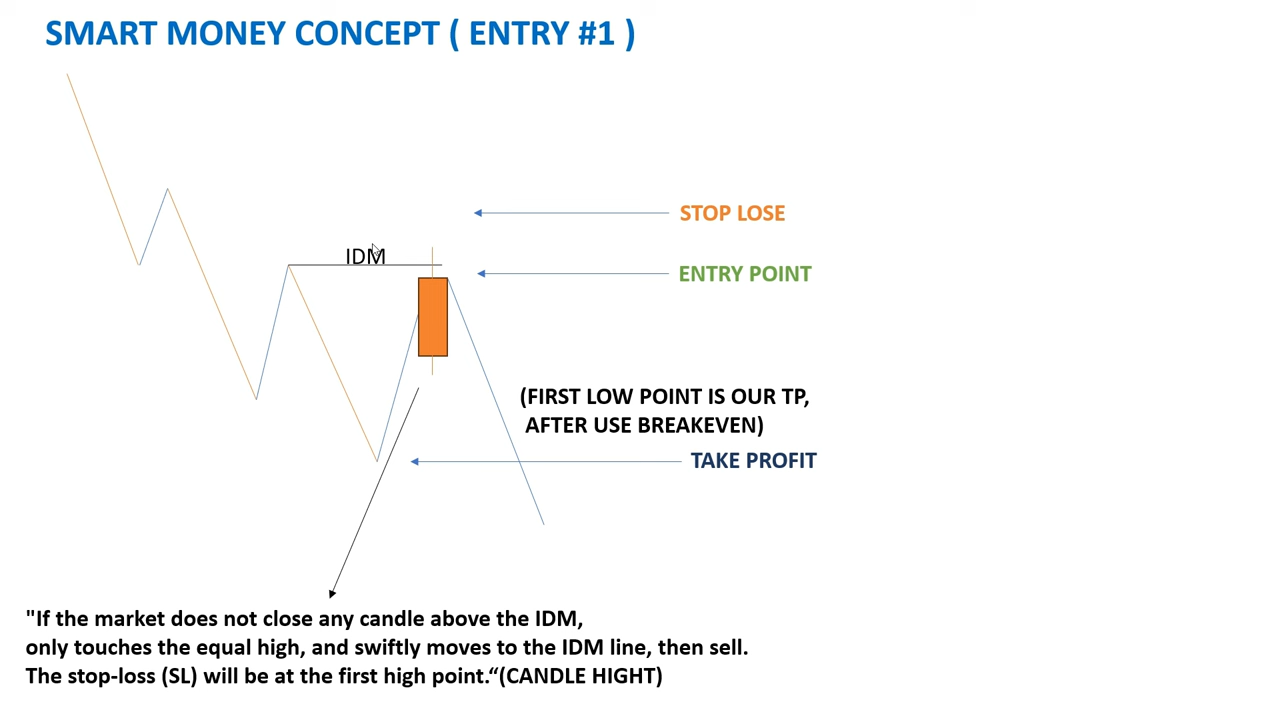 SMART MONEY CONCEPT ( ENTRY #1 )
STOP LOSE
IDM
ENTRY POINT
(FIRST LOW POINT IS OUR TP,
AFTER USE BREAKEVEN)
TAKE PROFIT
"If the market does not close any candle above the IDM,
only touches the equal high, and swiftly moves to the IDM line, then sell.
The stop-loss (SL) will be at the first high point.“(CANDLE HIGHT)